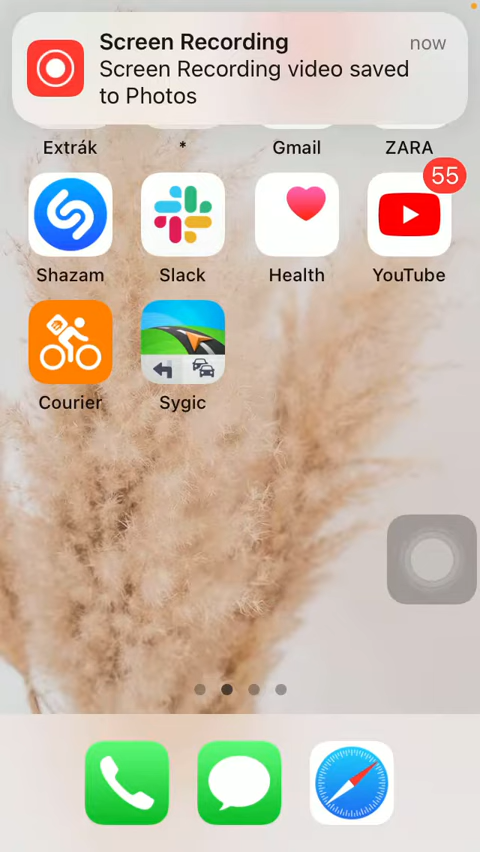 Screen Recording
now
Screen Recording video saved
to Photos
Extrák
*
Gmail
ZARA
55
Shazam
Slack
Health
YouTube
Courier
Sygic